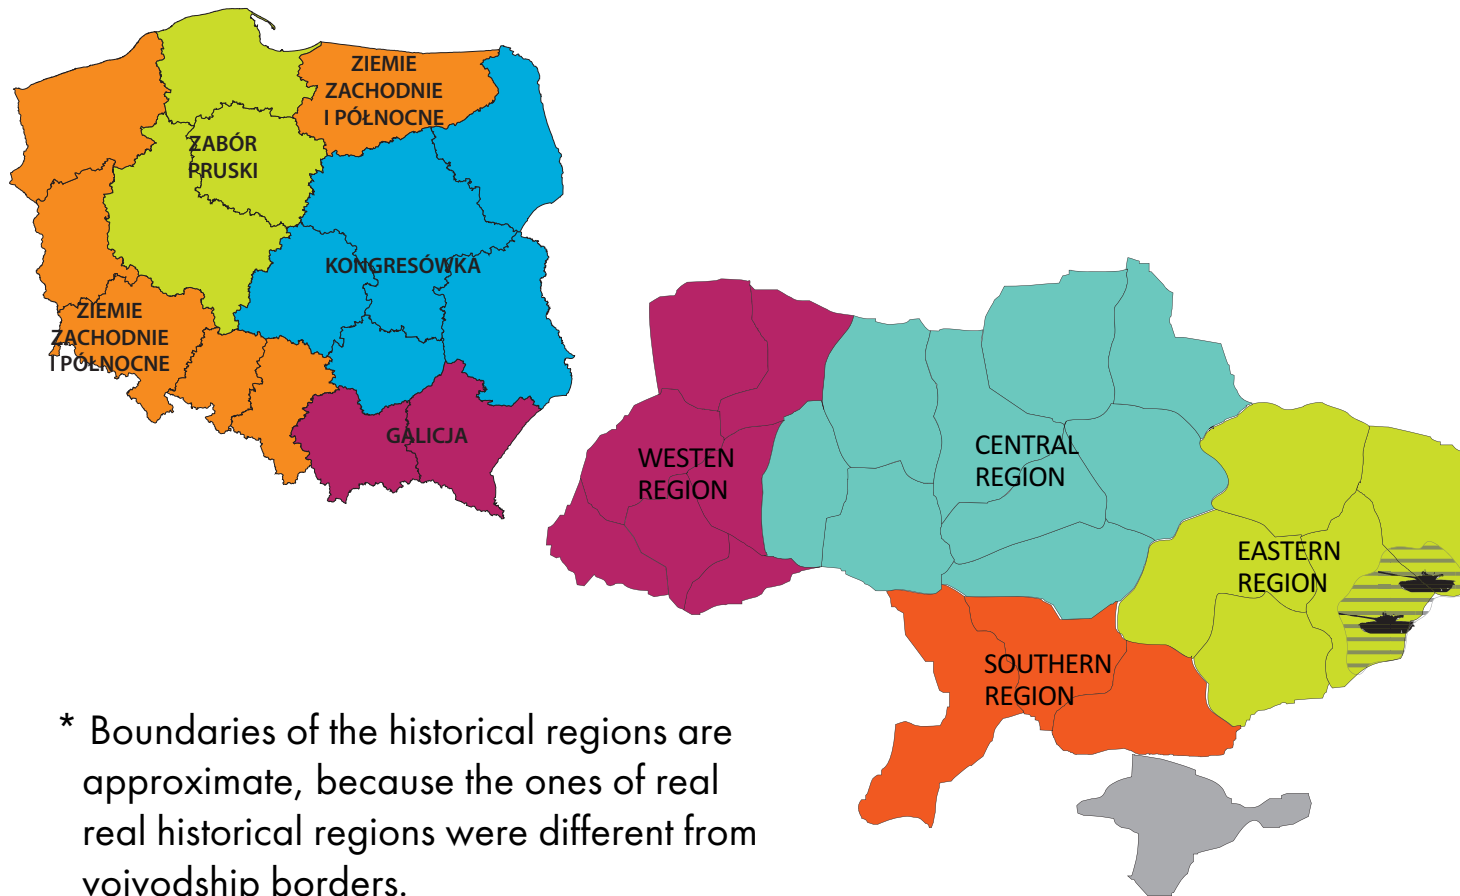 ZIEMIE
ZACHODNIE
I PÓŁNOCNE
ZABÓR
PRUSKI
KONGRESÓWKA
ZIEMIE
ZACHODNIE
I PÓŁNOCNE
GALICJA
WESTEN
REGION
CENTRAL
REGION
EASTERN
REGION
SOUTHERN
REGION
* Boundaries of the historical regions are
approximate, because the ones of real
real historical regions were different from
voivodship borders.